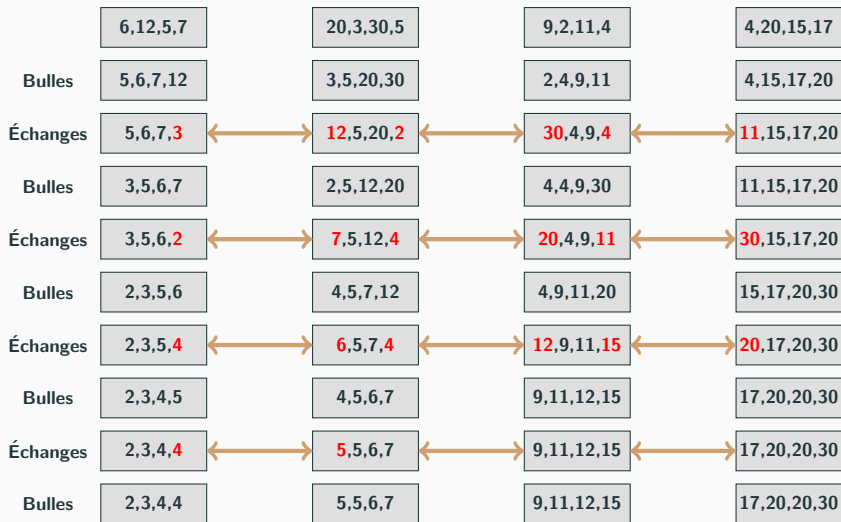 6,12,5,7 20,3,30,5 9,2,11,4 4,20,15,17
Bulles 5,6,7,12 3,5,20,30 2,4,9,11 4,15,17,20
Échanges 5,6,7,3 12,5,20,2 30,4,9,4 11,15,17,20
Bulles 3,5,6,7 2,5,12,20 4,4,9,30 11,15,17,20
Échanges 3,5,6,2 7,5,12,4 20,4,9,11 30,15,17,20
Bulles 2,3,5,6 4,5,7,12 4,9,11,20 15,17,20,30
Échanges 2,3,5,4 6,5,7,4 12,9,11,15 20,17,20,30
Bulles 2,3,4,5 4,5,6,7 9,11,12,15 17,20,20,30
Échanges 2,3,4,4 5,5,6,7 9,11,12,15 17,20,20,30
Bulles 2,3,4,4 5,5,6,7 9,11,12,15 17,20,20,30